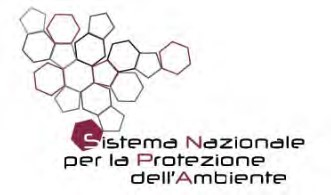 Sistema Nazionale
per la Protezione
dell'Ambiente